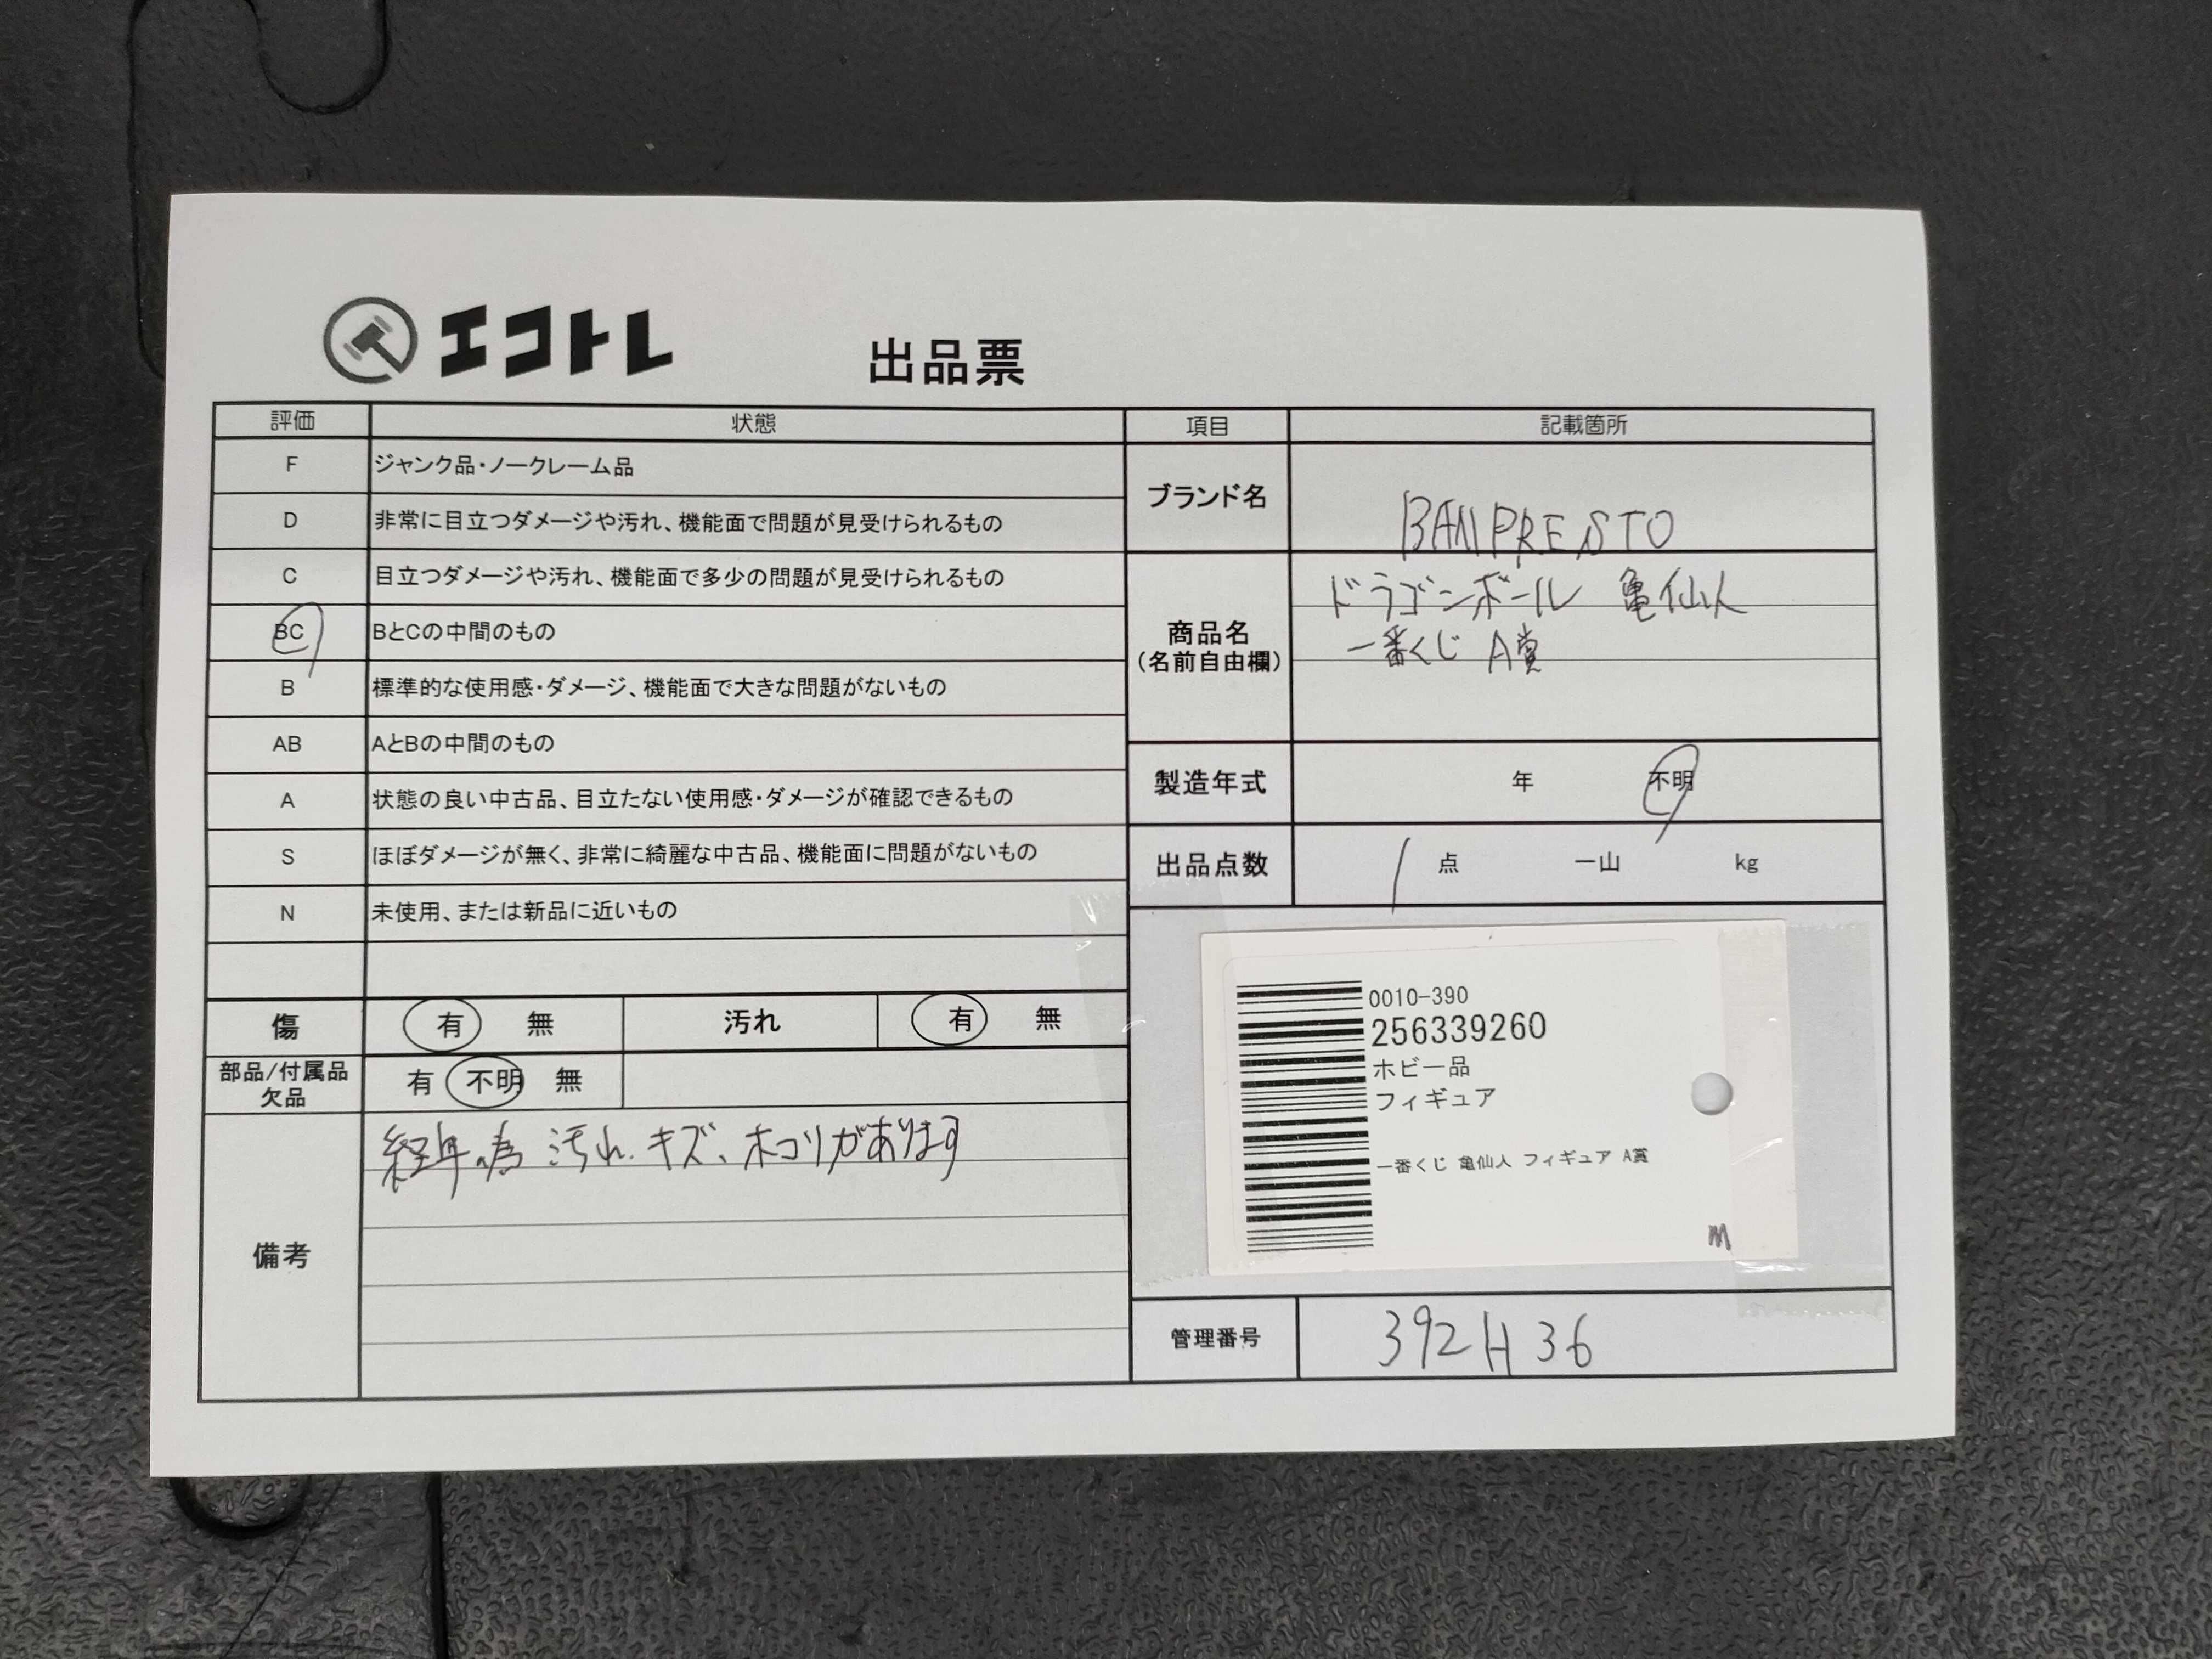 エコトレ
出品票
評価 状態
F ジャンク品・ノークレーム品
D 非常に目立つダメージや汚れ、機能面で問題が見受けられるもの
C 目立つダメージや汚れ、機能面で多少の問題が見受けられるもの
BC BとCの中間のもの
B 標準的な使用感・ダメージ、機能面で大きな問題がないもの
AB AとBの中間のもの
A 状態の良い中古品、目立たない使用感・ダメージが確認できるもの
S ほぼダメージが無く、非常に綺麗な中古品、機能面に問題がないもの
N 未使用、または新品に近いもの
傷 有 無 汚れ 有 無
部品/付属品
欠品
有 不明 無
備考
経年の為 汚れ、キズ、ホコリがあります
項目 記載箇所
ブランド名
BANPRESTO
商品名
(名前自由欄)
ドラゴンボール 亀仙人
一番くじ A賞
製造年式 年 不明
出品点数 1 点 一山 kg
0010-390
256339260
ホビー品
フィギュア
一番くじ 亀仙人 フィギュア A賞
m
管理番号 392H36